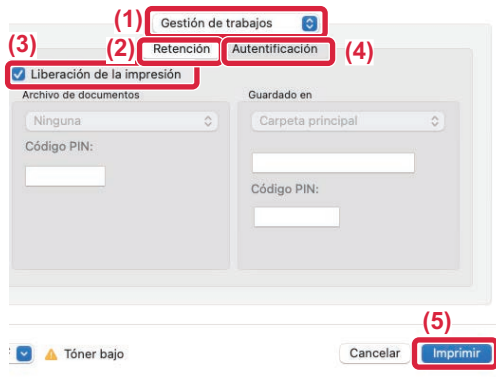 (1) Gestión de trabajos
(2) Retención Autentificación (4)
(3)
Liberación de la impresión
Archivo de documentos
Ninguna
Código PIN:
Guardado en
Carpeta principal
Código PIN:
(5)
Tóner bajo
Cancelar Imprimir